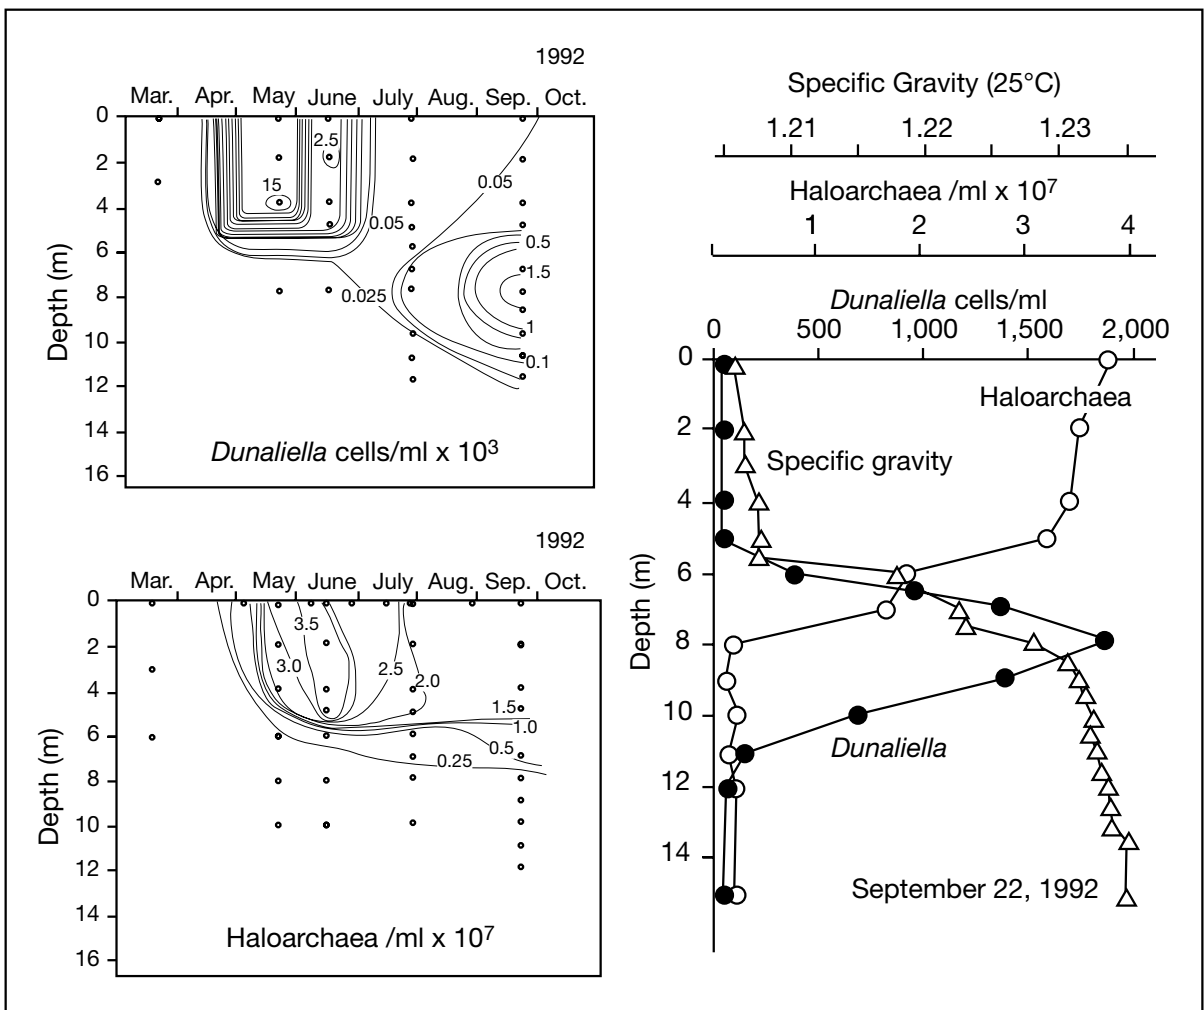 1992
Mar. Apr. May June July Aug. Sep. Oct.
0
2
4
6
8
10
12
14
16
Depth (m)
2.5
15
0.05
0.05
0.025
0.5
1.5
1
0.1
Dunaliella cells/ml x 10³
1992
Mar. Apr. May June July Aug. Sep. Oct.
0
2
4
6
8
10
12
14
16
Depth (m)
3.5
3.0
2.5
2.0
1.5
1.0
0.5
0.25
Haloarchaea /ml x 10⁷
Specific Gravity (25°C)
1.21 1.22 1.23
Haloarchaea /ml x 10⁷
1 2 3 4
Dunaliella cells/ml
0 500 1,000 1,500 2,000
0
2
4
6
8
10
12
14
Depth (m)
Haloarchaea
Specific gravity
Dunaliella
September 22, 1992